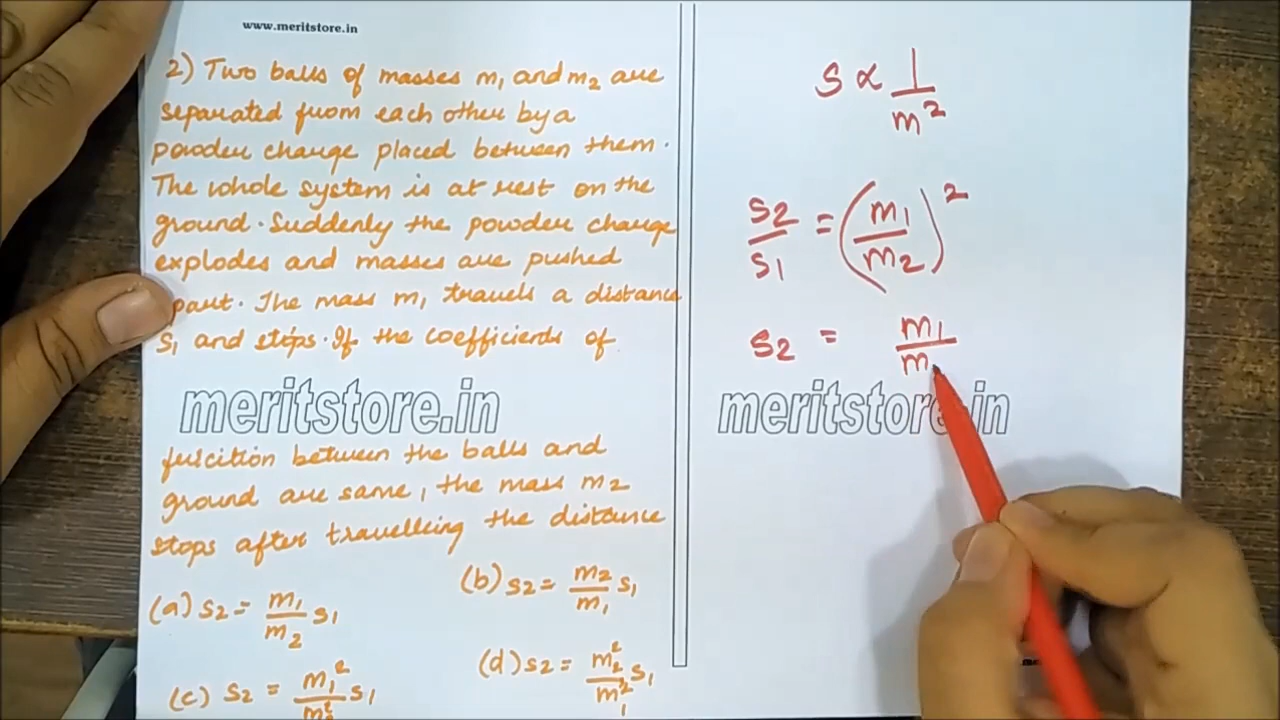 www.meritstore.in
2) Two balls of masses m₁ and m₂ are
separated from each other by a
powder charge placed between them.
The whole system is at rest on the
ground. Suddenly the powder charge
explodes and masses are pushed
part. The mass m₁ travels a distance
s₁ and stops. If the coefficients of
meritstore.in
friction between the balls and
ground are same, the mass m₂
stops after travelling the distance
(a) s₂ = m₁/m₂ s₁
(b) s₂ = m₂/m₁ s₁
(c) s₂ = m₁²/m₂² s₁
(d) s₂ = m₂²/m₁² s₁
S ∝ 1/m²
s₂/s₁ = (m₁/m₂)²
s₂ = m₁/m
meritstore.in